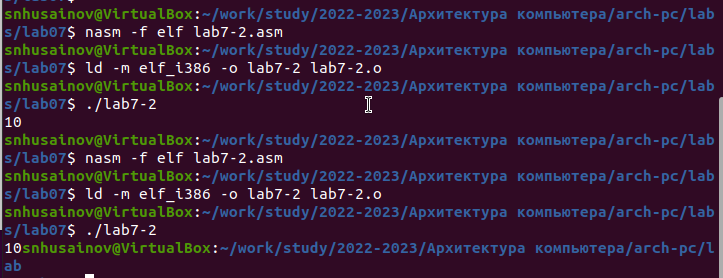 snhusainov@VirtualBox:~/work/study/2022-2023/Архитектура компьютера/arch-pc/lab
s/lab07$ nasm -f elf lab7-2.asm
snhusainov@VirtualBox:~/work/study/2022-2023/Архитектура компьютера/arch-pc/lab
s/lab07$ ld -m elf_i386 -o lab7-2 lab7-2.o
snhusainov@VirtualBox:~/work/study/2022-2023/Архитектура компьютера/arch-pc/lab
s/lab07$ ./lab7-2
10
snhusainov@VirtualBox:~/work/study/2022-2023/Архитектура компьютера/arch-pc/lab
s/lab07$ nasm -f elf lab7-2.asm
snhusainov@VirtualBox:~/work/study/2022-2023/Архитектура компьютера/arch-pc/lab
s/lab07$ ld -m elf_i386 -o lab7-2 lab7-2.o
snhusainov@VirtualBox:~/work/study/2022-2023/Архитектура компьютера/arch-pc/lab
s/lab07$ ./lab7-2
10snhusainov@VirtualBox:~/work/study/2022-2023/Архитектура компьютера/arch-pc/l
ab